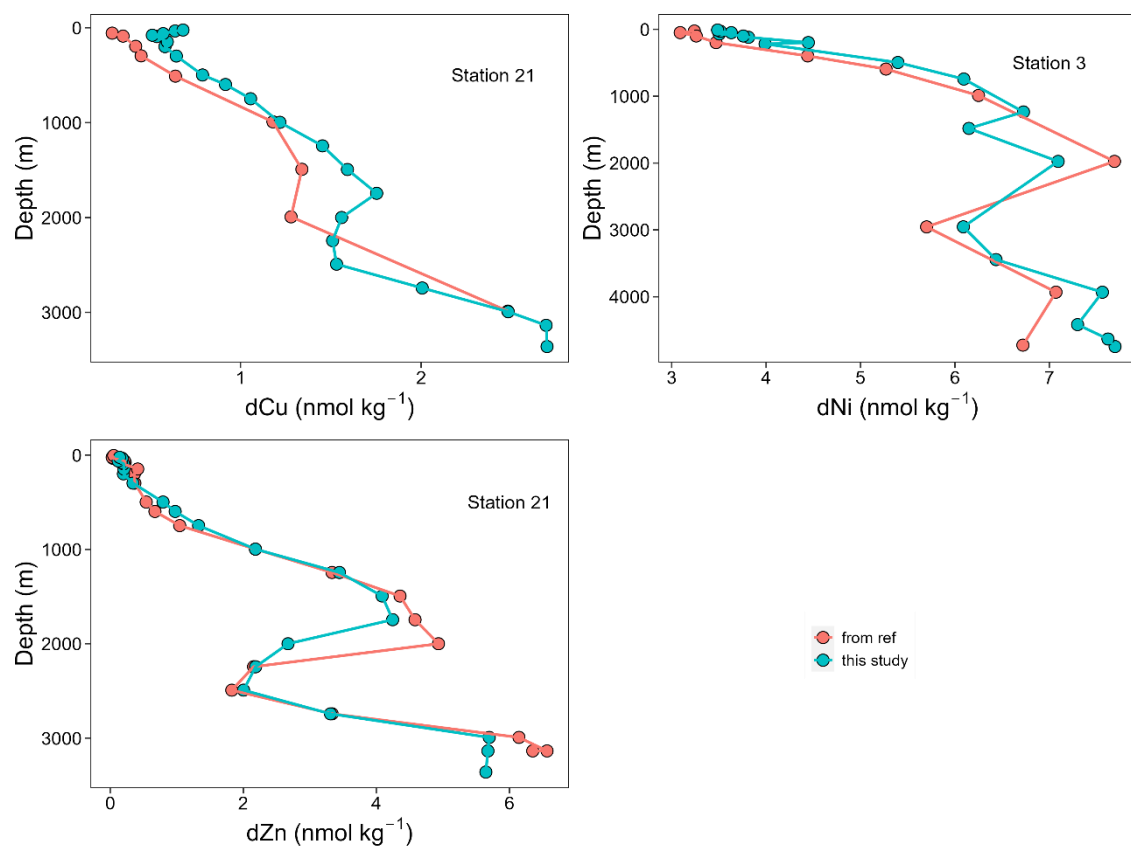 0
1000
2000
3000
Depth (m)
Station 21
1
2
dCu (nmol kg⁻¹)
0
1000
2000
3000
4000
Depth (m)
Station 3
3
4
5
6
7
dNi (nmol kg⁻¹)
0
1000
2000
3000
Depth (m)
Station 21
0
2
4
6
dZn (nmol kg⁻¹)
from ref
this study